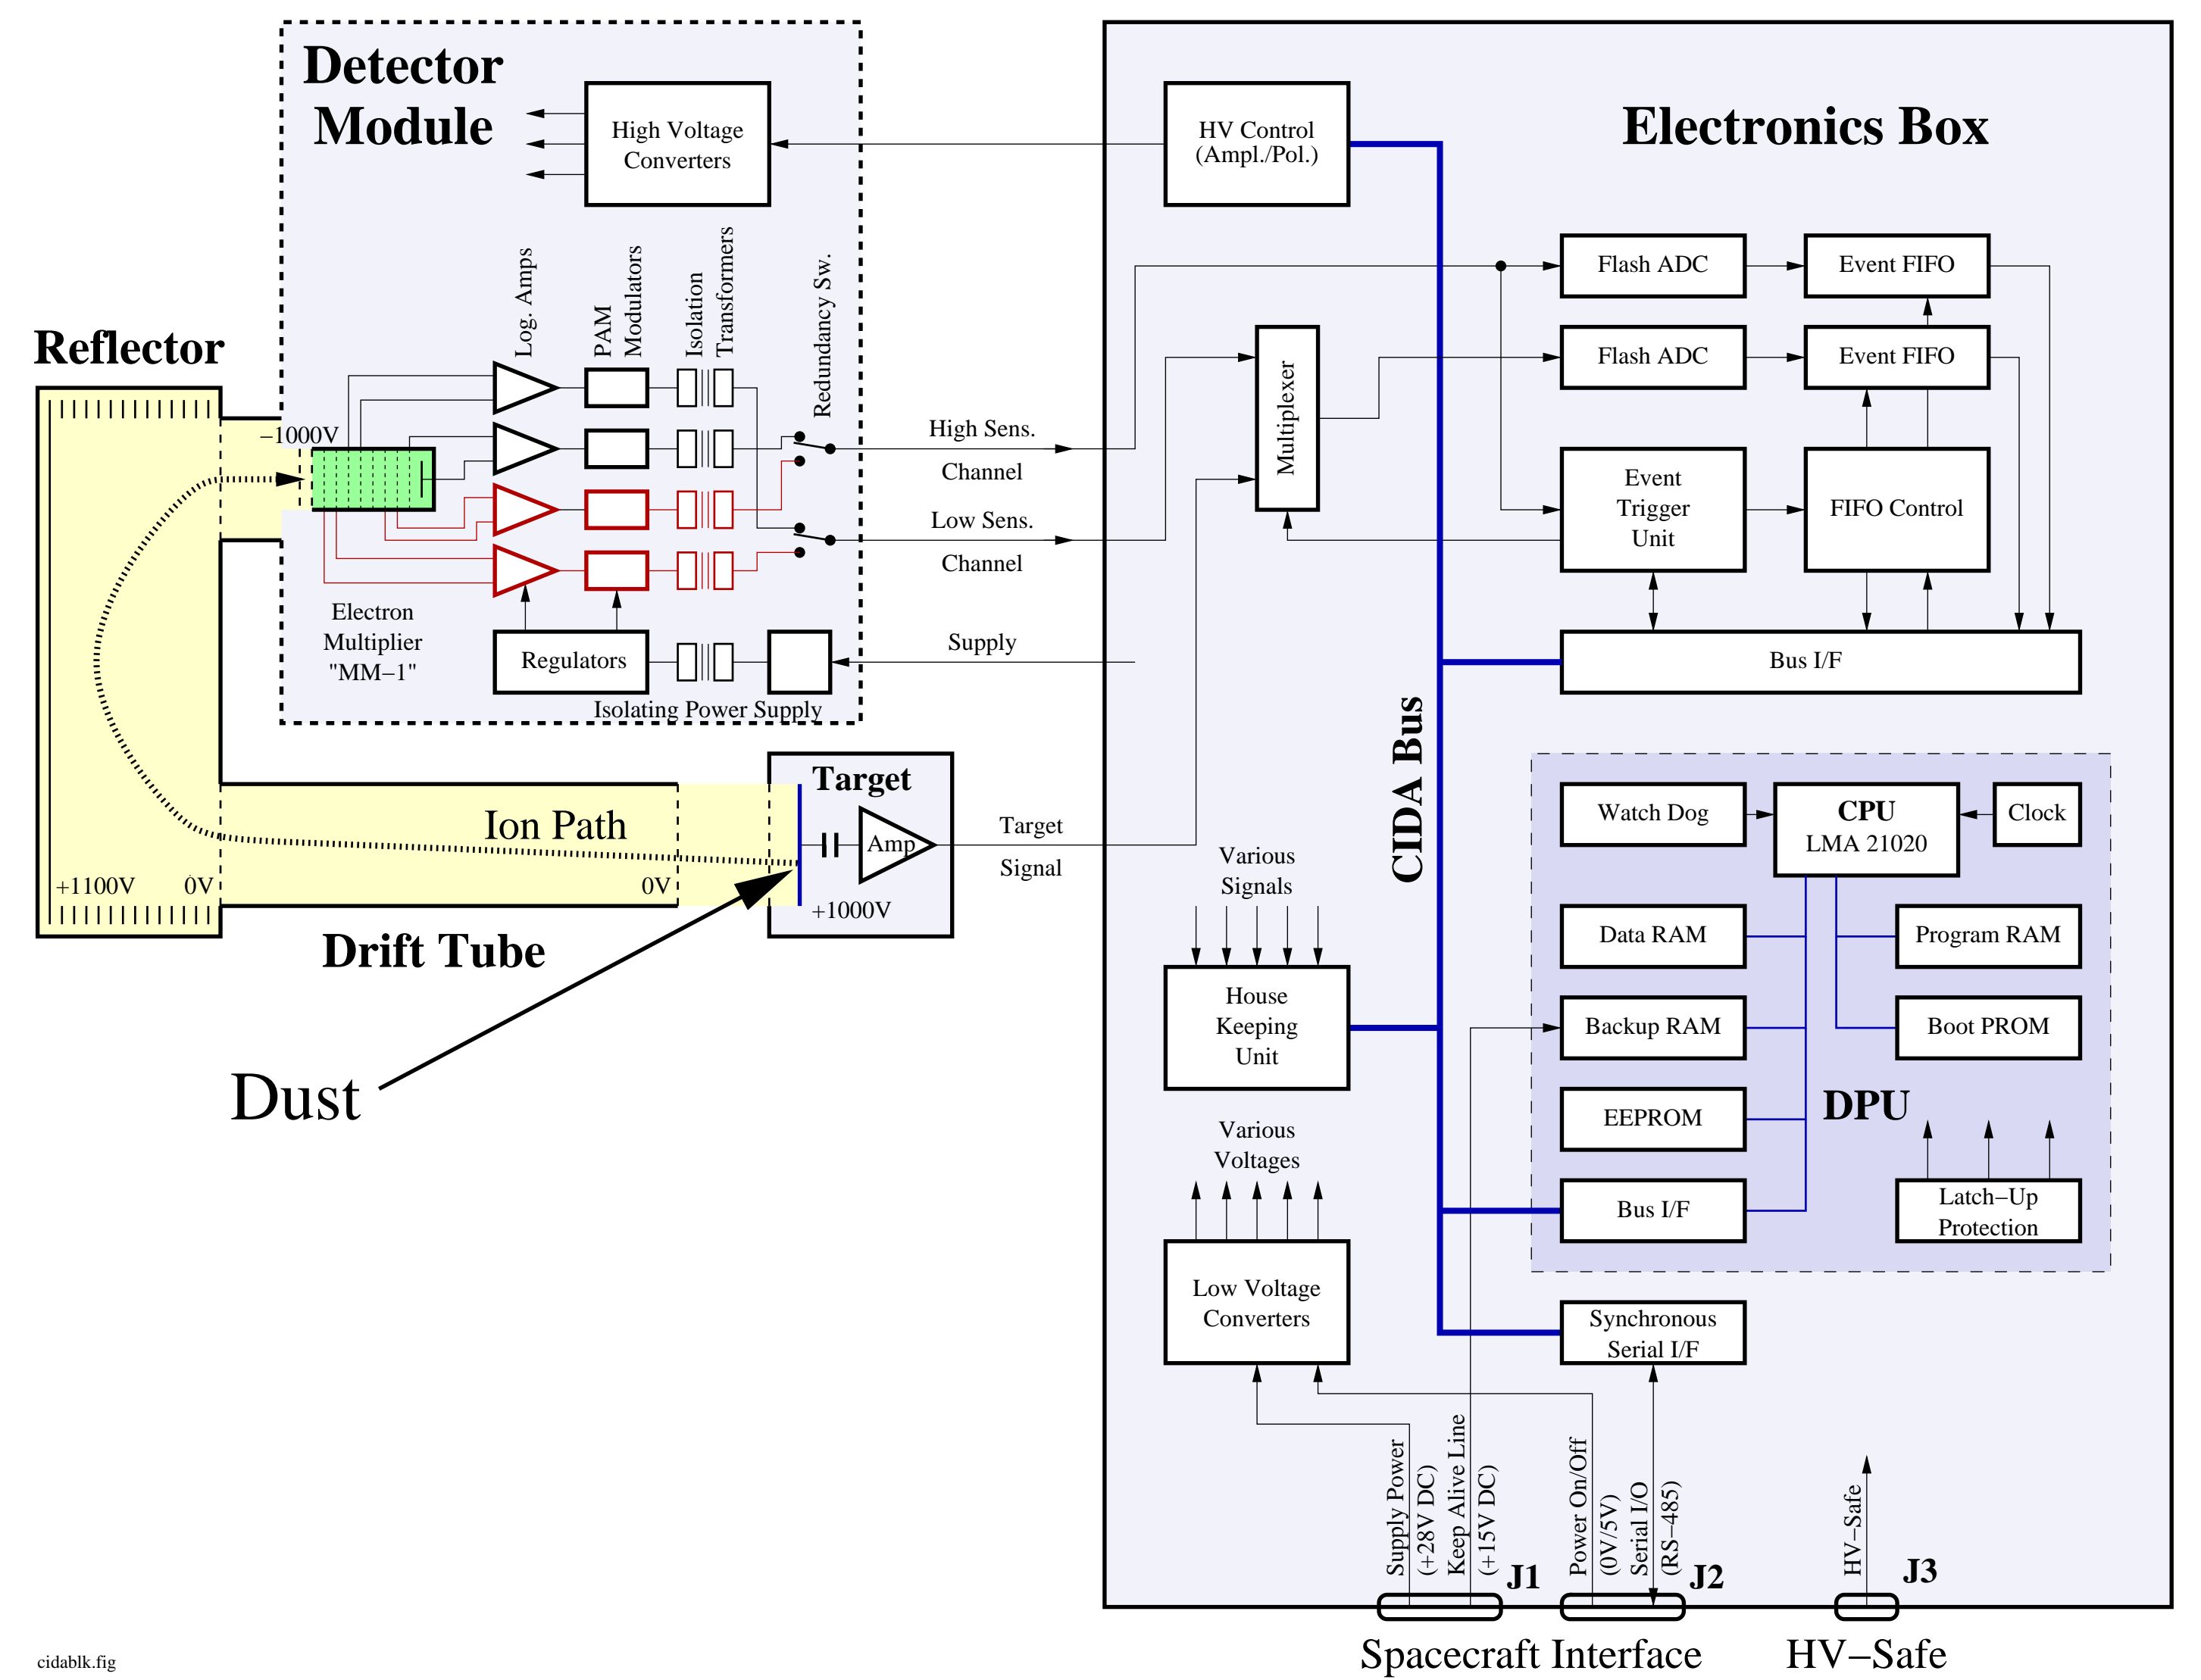 Detector
Module
High Voltage
Converters
Log. Amps
PAM
Modulators
Isolation
Transformers
Redundancy Sw.
Reflector
−1000V
Electron
Multiplier
"MM−1"
Regulators
Isolating Power Supply
High Sens.
Channel
Low Sens.
Channel
Supply
Target
Amp
+1000V
Target
Signal
Ion Path
+1100V
0V
0V
Drift Tube
Dust
Electronics Box
HV Control
(Ampl./Pol.)
Flash ADC
Event FIFO
Flash ADC
Event FIFO
Multiplexer
Event
Trigger
Unit
FIFO Control
Bus I/F
CIDA Bus
Watch Dog
CPU
LMA 21020
Clock
Data RAM
Program RAM
Backup RAM
Boot PROM
EEPROM
DPU
Bus I/F
Latch−Up
Protection
Various
Signals
House
Keeping
Unit
Various
Voltages
Low Voltage
Converters
Synchronous
Serial I/F
Supply Power
(+28V DC)
Keep Alive Line
(+15V DC)
Power On/Off
(0V/5V)
Serial I/O
(RS−485)
HV−Safe
J1
J2
J3
Spacecraft Interface
HV−Safe
cidablk.fig